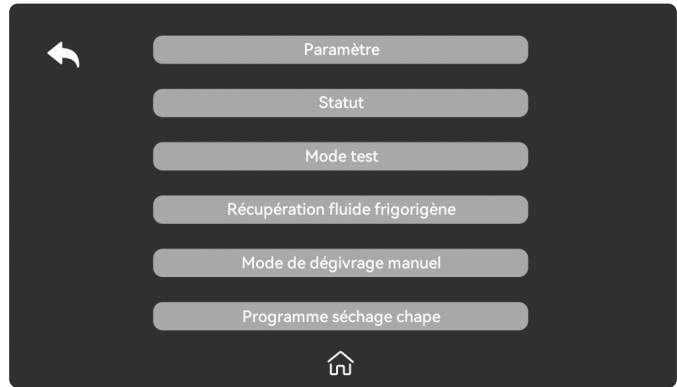 Paramètre
Statut
Mode test
Récupération fluide frigorigène
Mode de dégivrage manuel
Programme séchage chape